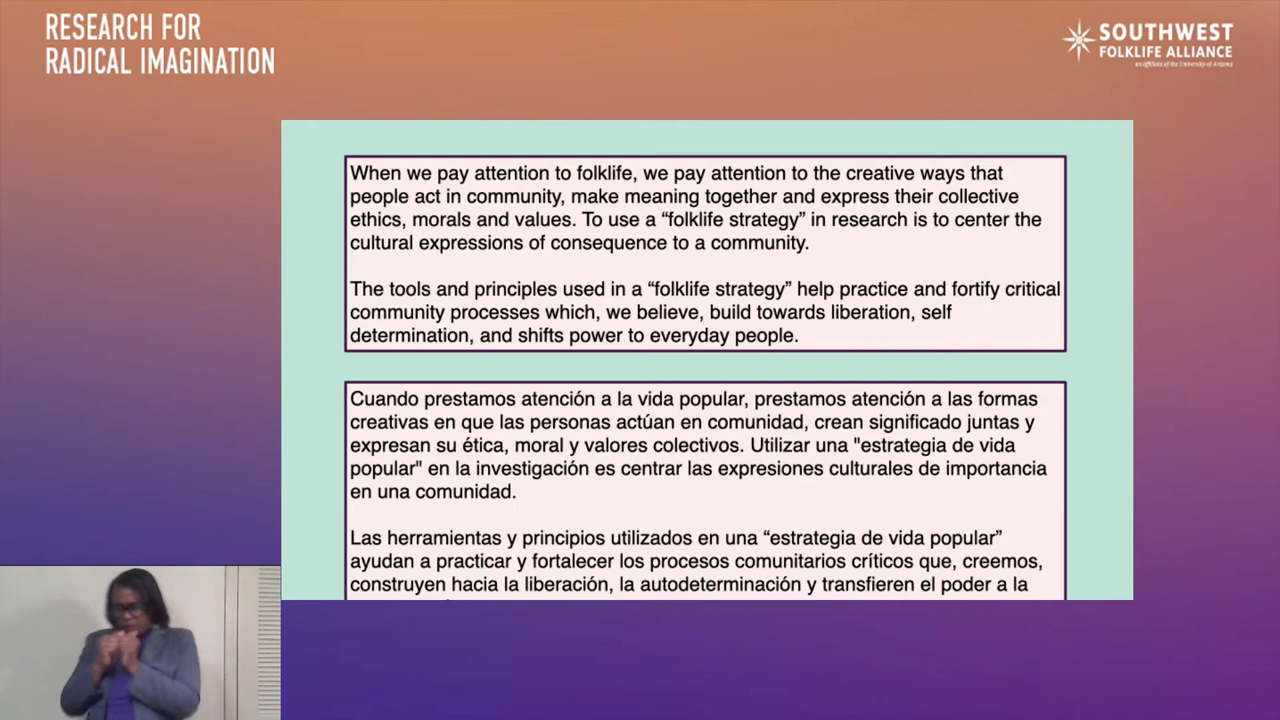 RESEARCH FOR
RADICAL IMAGINATION
SOUTHWEST
FOLKLIFE ALLIANCE
an affiliate of the University of Arizona
When we pay attention to folklife, we pay attention to the creative ways that
people act in community, make meaning together and express their collective
ethics, morals and values. To use a “folklife strategy” in research is to center the
cultural expressions of consequence to a community.
The tools and principles used in a “folklife strategy” help practice and fortify critical
community processes which, we believe, build towards liberation, self
determination, and shifts power to everyday people.
Cuando prestamos atención a la vida popular, prestamos atención a las formas
creativas en que las personas actúan en comunidad, crean significado juntas y
expresan su ética, moral y valores colectivos. Utilizar una "estrategia de vida
popular" en la investigación es centrar las expresiones culturales de importancia
en una comunidad.
Las herramientas y principios utilizados en una “estrategia de vida popular”
ayudan a practicar y fortalecer los procesos comunitarios críticos que, creemos,
construyen hacia la liberación, la autodeterminación y transfieren el poder a la